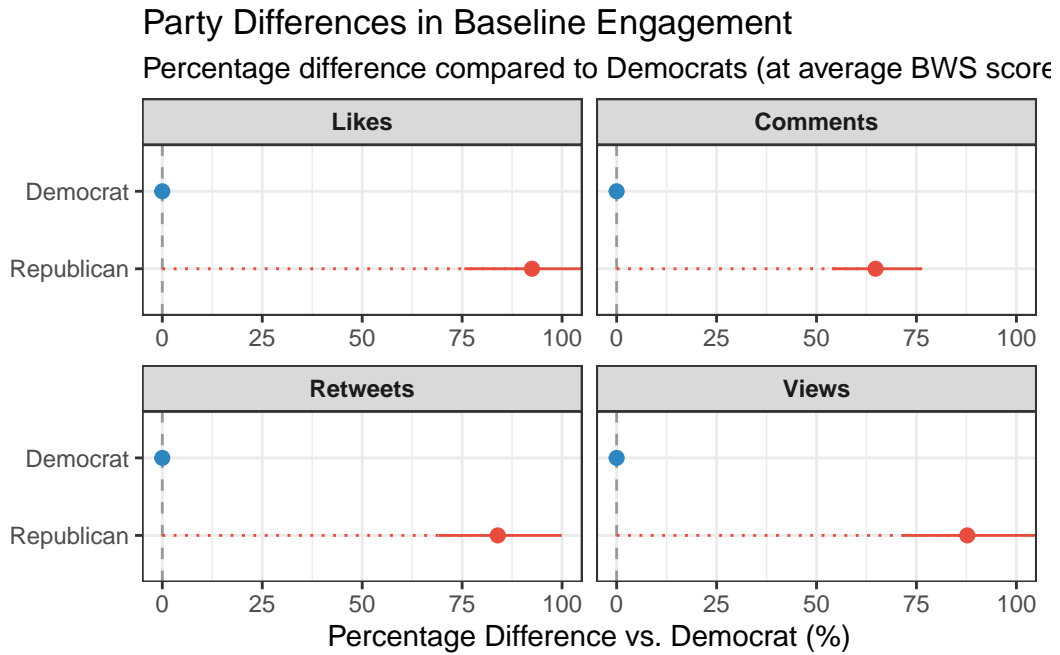 Party Differences in Baseline Engagement
Percentage difference compared to Democrats (at average BWS score
Likes
Comments
Democrat
Republican
0 25 50 75 100
0 25 50 75 100
Retweets
Views
Democrat
Republican
0 25 50 75 100
0 25 50 75 100
Percentage Difference vs. Democrat (%)